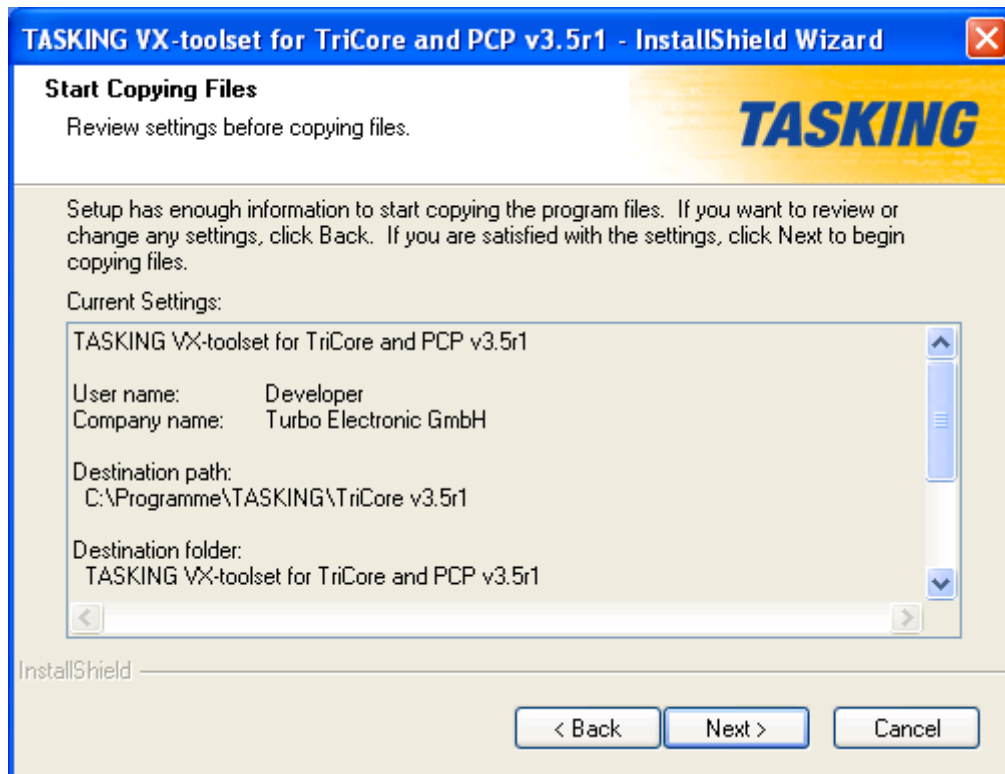 TASKING VX-toolset for TriCore and PCP v3.5r1 - InstallShield Wizard
Start Copying Files
Review settings before copying files.
TASKING
Setup has enough information to start copying the program files. If you want to review or
change any settings, click Back. If you are satisfied with the settings, click Next to begin
copying files.
Current Settings:
TASKING VX-toolset for TriCore and PCP v3.5r1
User name: Developer
Company name: Turbo Electronic GmbH
Destination path:
C:\Programme\TASKING\TriCore v3.5r1
Destination folder:
TASKING VX-toolset for TriCore and PCP v3.5r1
InstallShield
< Back Next > Cancel